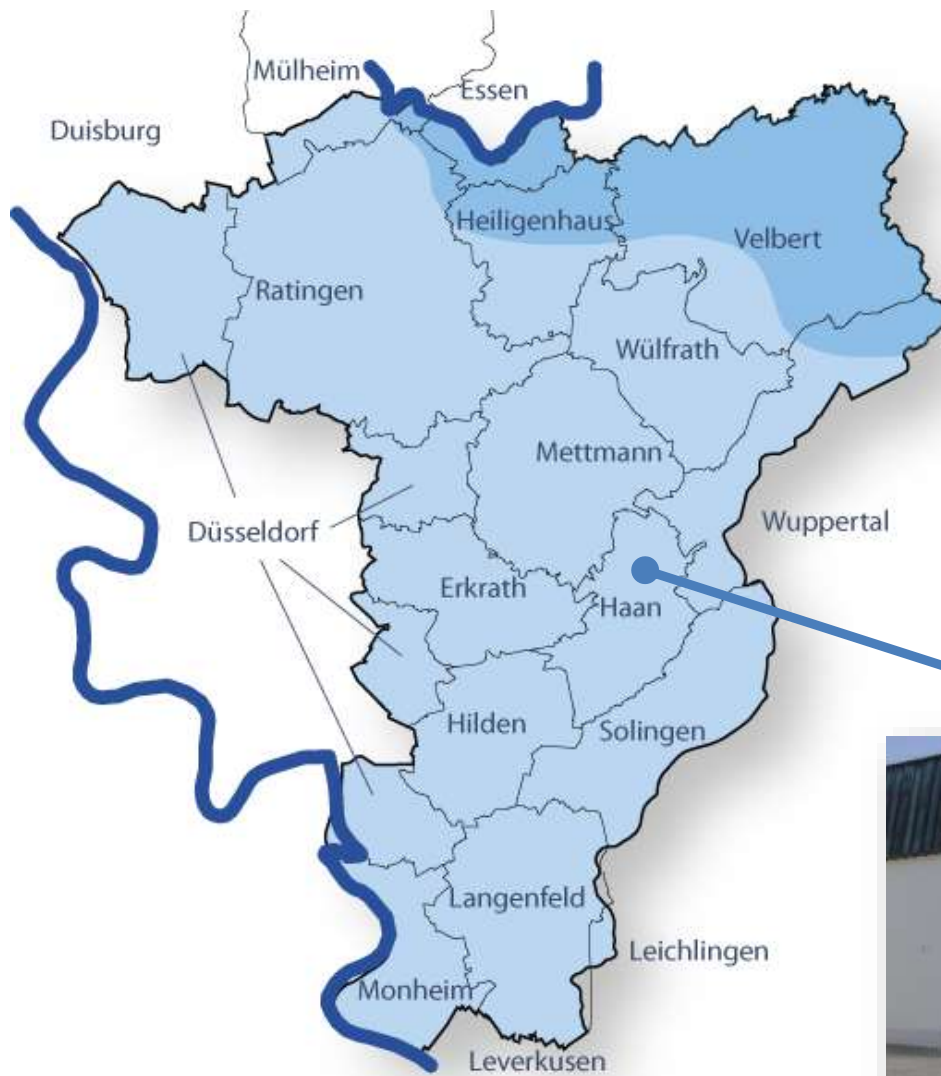 Mülheim
Essen
Duisburg
Heiligenhaus
Velbert
Ratingen
Wülfrath
Mettmann
Wuppertal
Düsseldorf
Erkrath
Haan
Hilden
Solingen
Langenfeld
Leichlingen
Monheim
Leverkusen